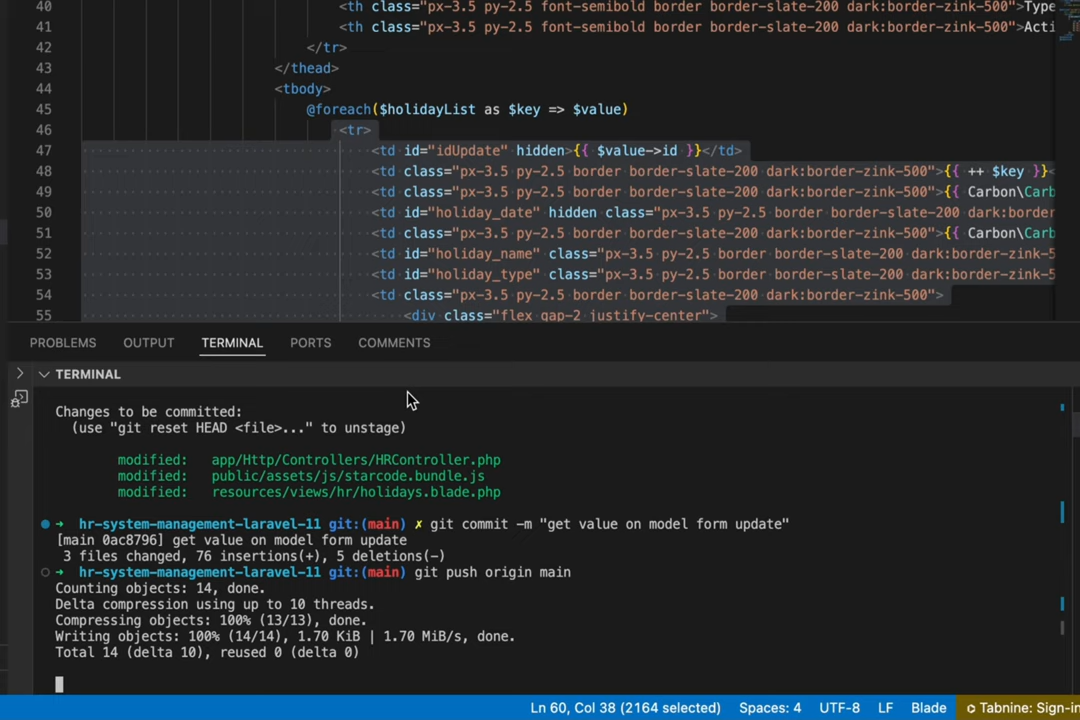 40 <th class="px-3.5 py-2.5 font-semibold border border-slate-200 dark:border-zink-500">Type
41 <th class="px-3.5 py-2.5 font-semibold border border-slate-200 dark:border-zink-500">Acti
42 </tr>
43 </thead>
44 <tbody>
45 @foreach($holidayList as $key => $value)
46 <tr>
47 <td id="idUpdate" hidden>{{ $value->id }}</td>
48 <td class="px-3.5 py-2.5 border border-slate-200 dark:border-zink-500">{{ ++ $key }}<
49 <td class="px-3.5 py-2.5 border border-slate-200 dark:border-zink-500">{{ Carbon\Carb
50 <td id="holiday_date" hidden class="px-3.5 py-2.5 border border-slate-200 dark:border
51 <td class="px-3.5 py-2.5 border border-slate-200 dark:border-zink-500">{{ Carbon\Carb
52 <td id="holiday_name" class="px-3.5 py-2.5 border border-slate-200 dark:border-zink-5
53 <td id="holiday_type" class="px-3.5 py-2.5 border border-slate-200 dark:border-zink-5
54 <td class="px-3.5 py-2.5 border border-slate-200 dark:border-zink-500">
55 <div class="flex gap-2 justify-center">
PROBLEMS OUTPUT TERMINAL PORTS COMMENTS
TERMINAL
Changes to be committed:
(use "git reset HEAD <file>..." to unstage)
modified: app/Http/Controllers/HRController.php
modified: public/assets/js/starcode.bundle.js
modified: resources/views/hr/holidays.blade.php
➜ hr-system-management-laravel-11 git:(main) ✗ git commit -m "get value on model form update"
[main 0ac8796] get value on model form update
3 files changed, 76 insertions(+), 5 deletions(-)
➜ hr-system-management-laravel-11 git:(main) git push origin main
Counting objects: 14, done.
Delta compression using up to 10 threads.
Compressing objects: 100% (13/13), done.
Writing objects: 100% (14/14), 1.70 KiB | 1.70 MiB/s, done.
Total 14 (delta 10), reused 0 (delta 0)
Ln 60, Col 38 (2164 selected) Spaces: 4 UTF-8 LF Blade Tabnine: Sign-in